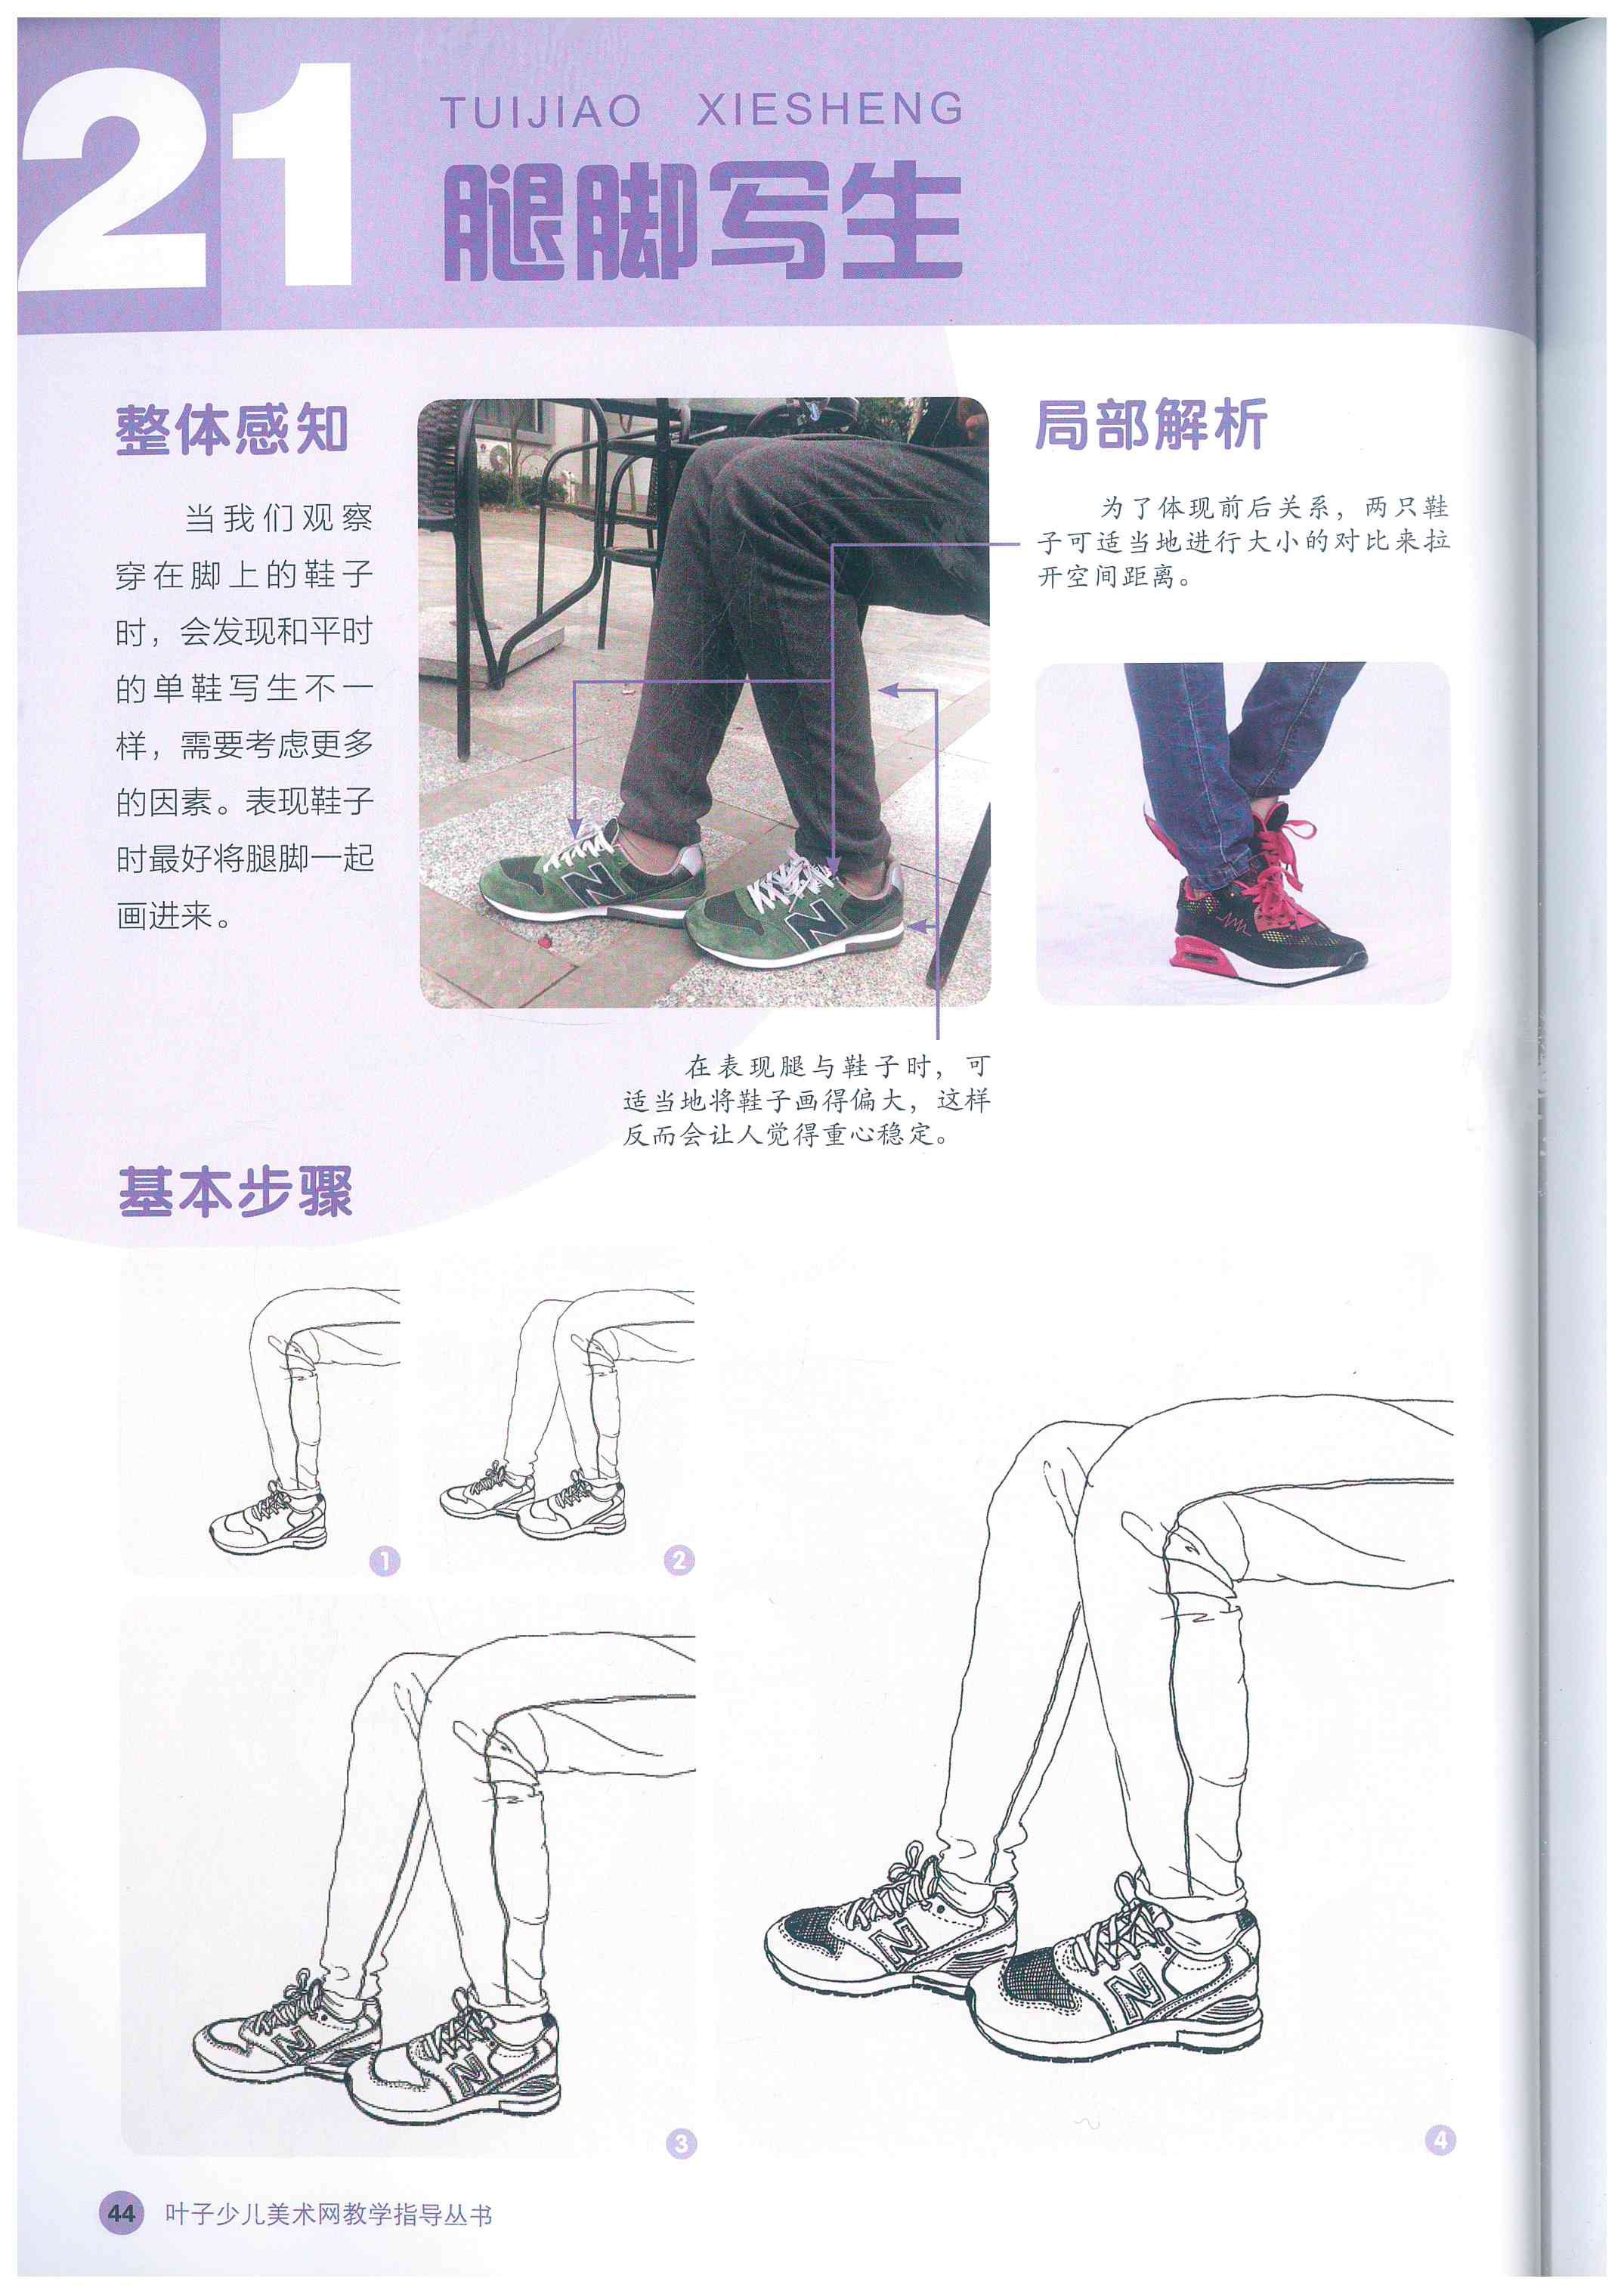 21
TUIJIAO XIESHENG
腿脚写生
整体感知
当我们观察
穿在脚上的鞋子
时，会发现和平时
的单鞋写生不一
样，需要考虑更多
的因素。表现鞋子
时最好将腿脚一起
画进来。
N
N
局部解析
为了体现前后关系，两只鞋
子可适当地进行大小的对比来拉
开空间距离。
在表现腿与鞋子时，可
适当地将鞋子画得偏大，这样
反而会让人觉得重心稳定。
基本步骤
1
2
N
N
3
N
N
4
44 叶子少儿美术网教学指导丛书